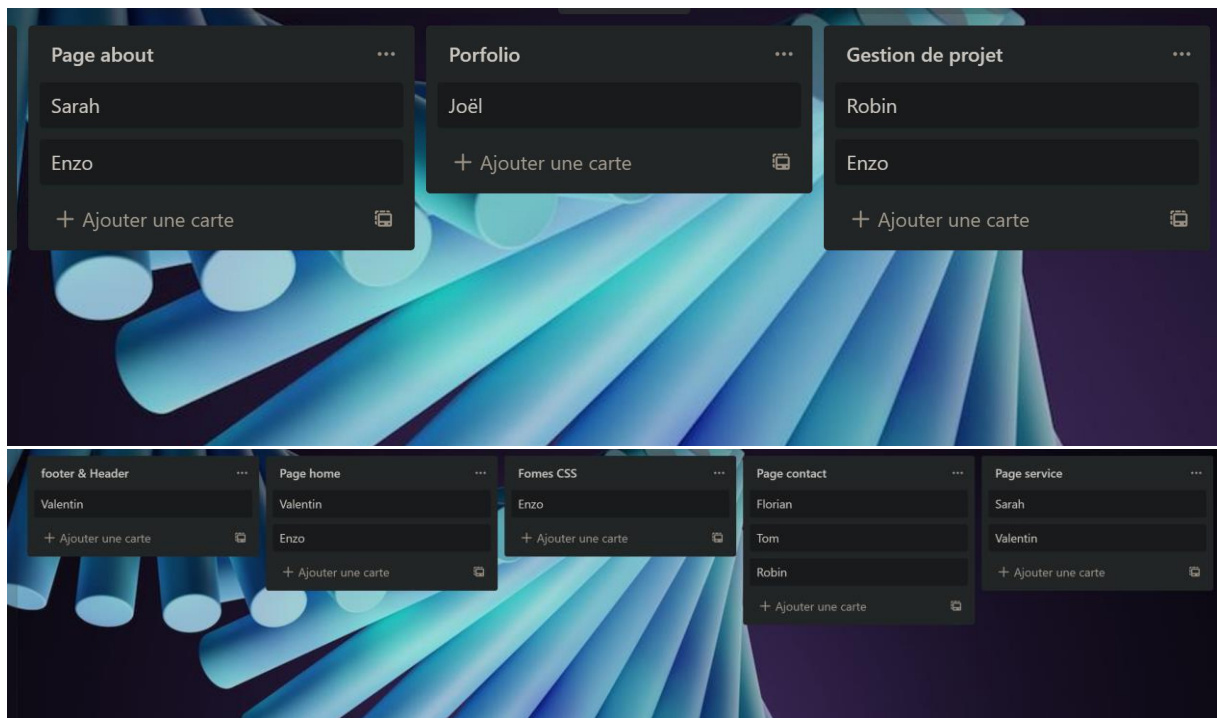 Page about
Sarah
Enzo
+ Ajouter une carte
Porfolio
Joël
+ Ajouter une carte
Gestion de projet
Robin
Enzo
+ Ajouter une carte
footer & Header
Valentin
+ Ajouter une carte
Page home
Valentin
Enzo
+ Ajouter une carte
Fomes CSS
Enzo
+ Ajouter une carte
Page contact
Florian
Tom
Robin
+ Ajouter une carte
Page service
Sarah
Valentin
+ Ajouter une carte